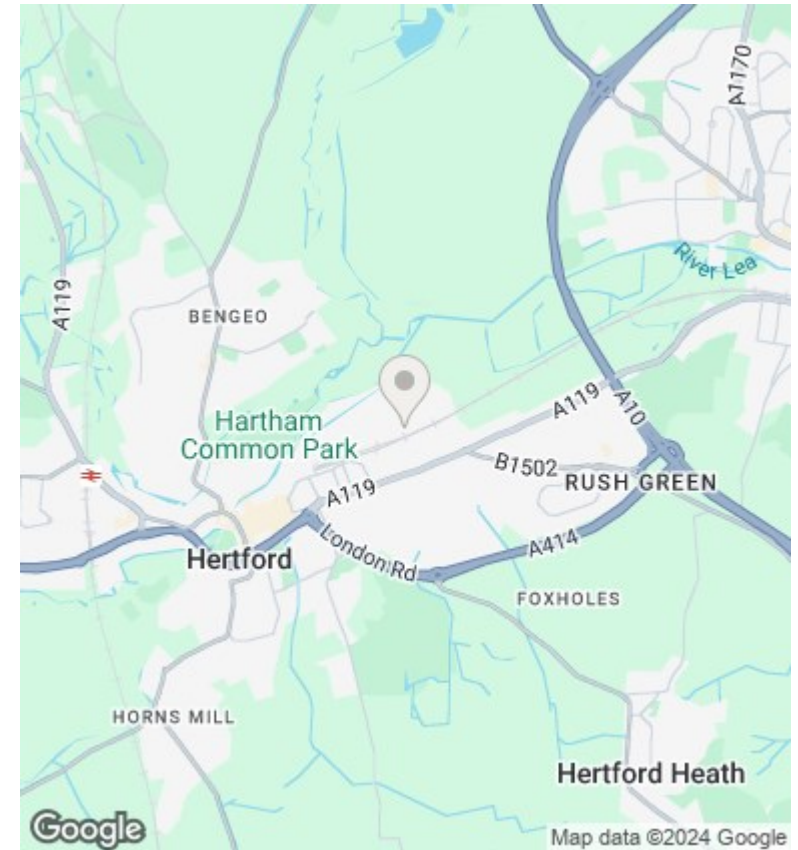 A1170
River Lea
A119
BENGEO
Hartham
Common Park
A119
A10
B1502
RUSH GREEN
A119
Hertford
London Rd
A414
FOXHOLES
HORNS MILL
Hertford Heath
Google
Map data ©2024 Google